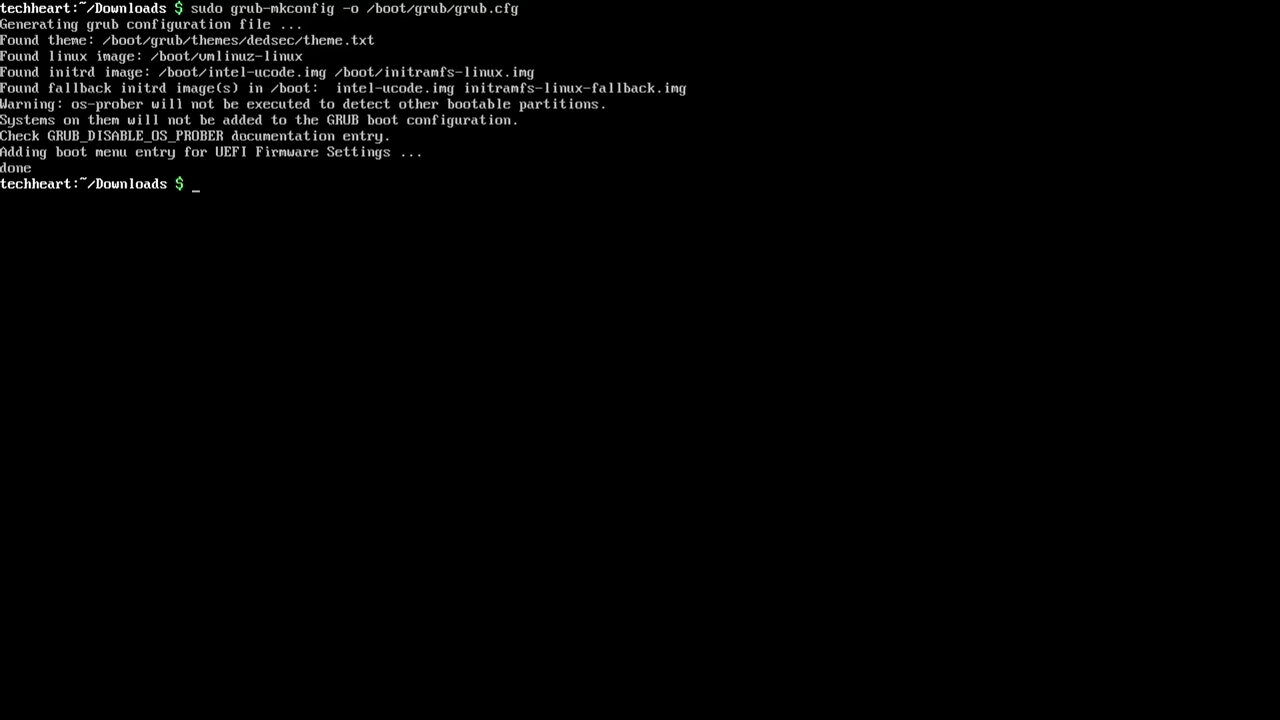 techheart:~/Downloads $ sudo grub-mkconfig -o /boot/grub/grub.cfg
Generating grub configuration file ...
Found theme: /boot/grub/themes/dedsec/theme.txt
Found linux image: /boot/vmlinuz-linux
Found initrd image: /boot/intel-ucode.img /boot/initramfs-linux.img
Found fallback initrd image(s) in /boot:  intel-ucode.img initramfs-linux-fallback.img
Warning: os-prober will not be executed to detect other bootable partitions.
Systems on them will not be added to the GRUB boot configuration.
Check GRUB_DISABLE_OS_PROBER documentation entry.
Adding boot menu entry for UEFI Firmware Settings ...
done
techheart:~/Downloads $ _